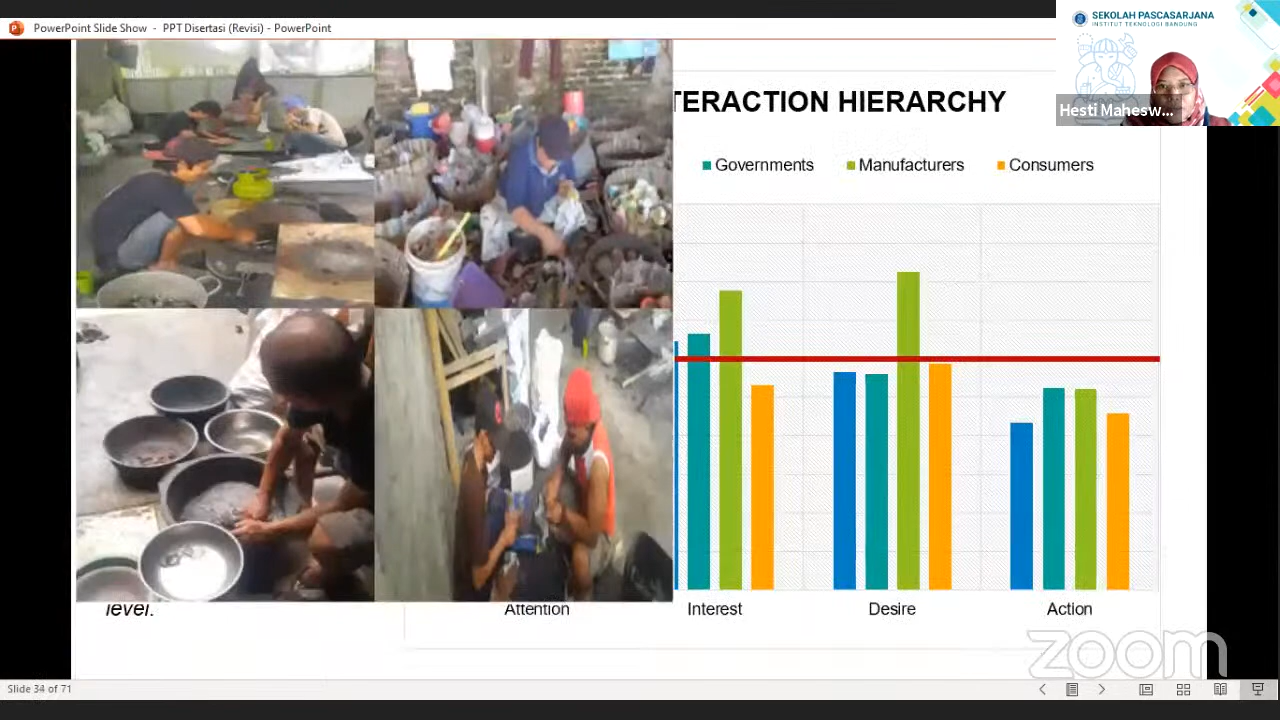 PowerPoint Slide Show - PPT Disertasi (Revisi) - PowerPoint
SEKOLAH PASCASARJANA
INSTITUT TEKNOLOGI BANDUNG
TERACTION HIERARCHY
Hesti Mahesw...
Governments
Manufacturers
Consumers
level.
Attention
Interest
Desire
Action
zoom
Slide 34 of 71